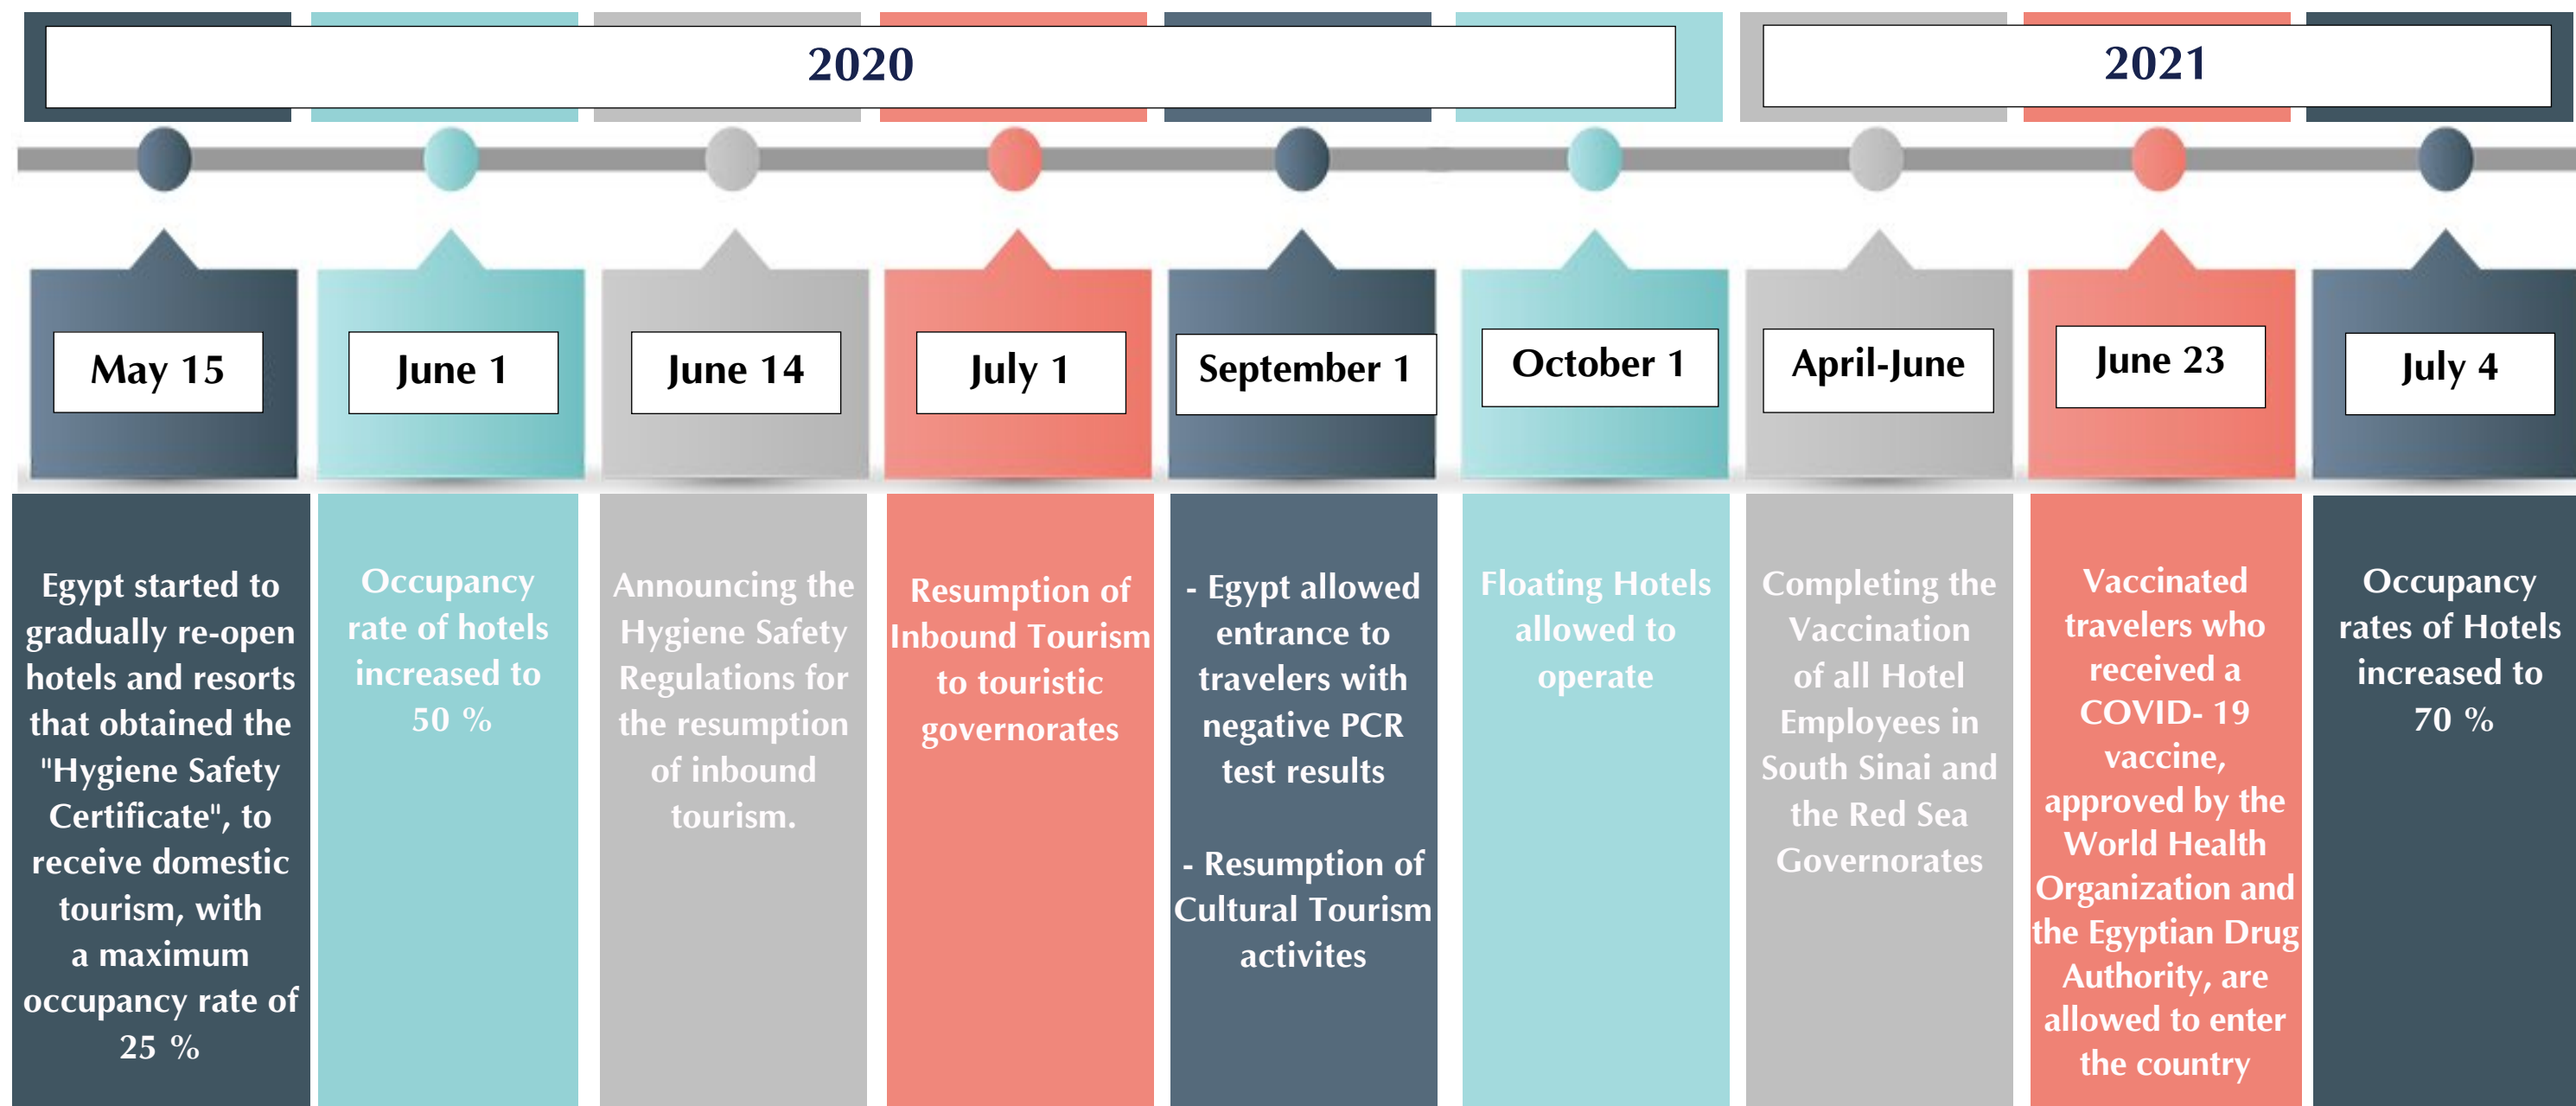 2020
2021
May 15
June 1
June 14
July 1
September 1
October 1
April-June
June 23
July 4
Egypt started to
gradually re-open
hotels and resorts
that obtained the
"Hygiene Safety
Certificate", to
receive domestic
tourism, with
a maximum
occupancy rate of
25 %
Occupancy
rate of hotels
increased to
50 %
Announcing the
Hygiene Safety
Regulations for
the resumption
of inbound
tourism.
Resumption of
Inbound Tourism
to touristic
governorates
- Egypt allowed
entrance to
travelers with
negative PCR
test results
- Resumption of
Cultural Tourism
activites
Floating Hotels
allowed to
operate
Completing the
Vaccination
of all Hotel
Employees in
South Sinai and
the Red Sea
Governorates
Vaccinated
travelers who
received a
COVID- 19
vaccine,
approved by the
World Health
Organization and
the Egyptian Drug
Authority, are
allowed to enter
the country
Occupancy
rates of Hotels
increased to
70 %